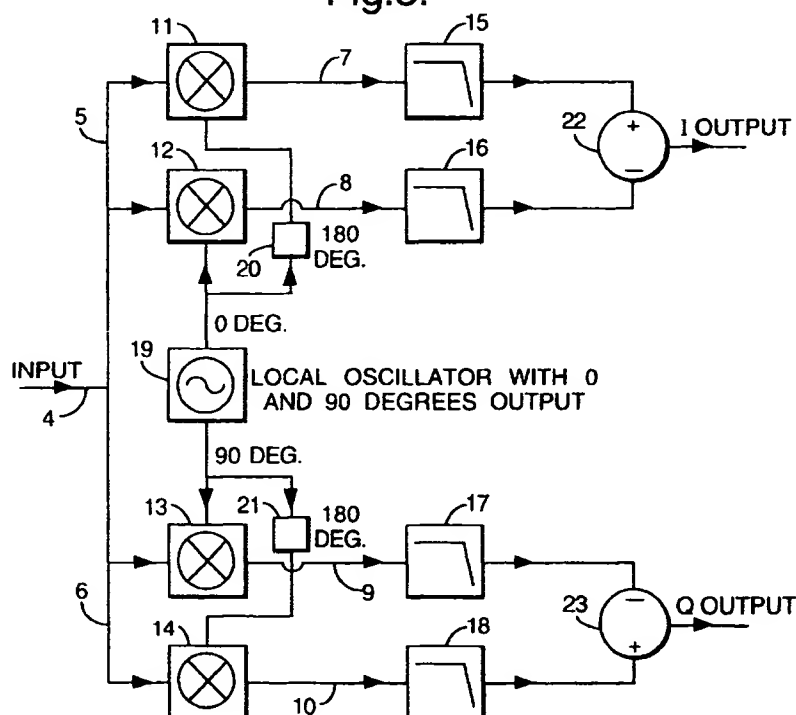 Fig.3.
11
15
7
5
22
+
−
I OUTPUT
12
16
8
180
DEG.
20
0 DEG.
19
INPUT
4
LOCAL OSCILLATOR WITH 0
AND 90 DEGREES OUTPUT
90 DEG.
13
21
180
DEG.
17
9
6
23
−
+
Q OUTPUT
14
18
10